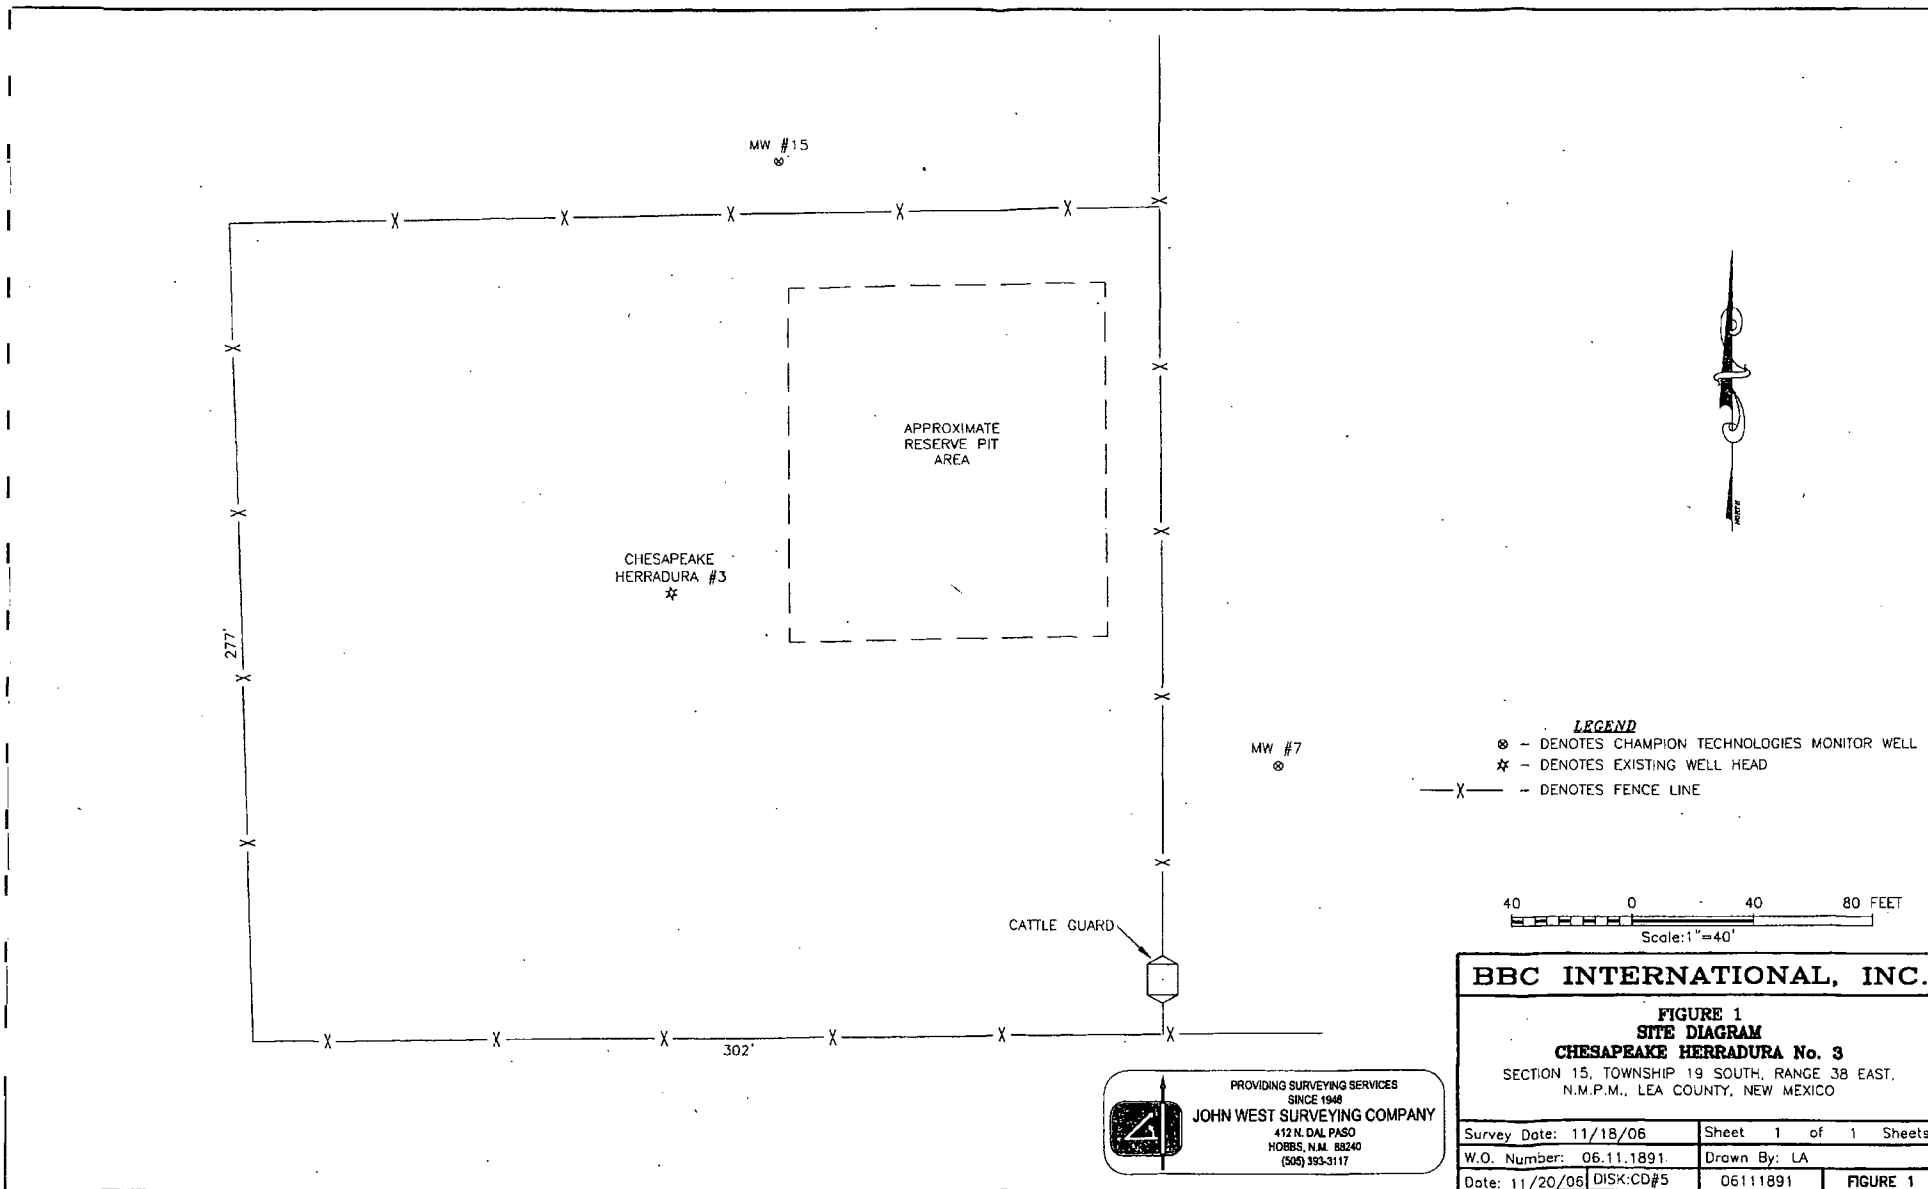 MW #15
APPROXIMATE
RESERVE PIT
AREA
CHESAPEAKE
HERRADURA #3
277'
MW #7
NORTH
LEGEND
⊗ - DENOTES CHAMPION TECHNOLOGIES MONITOR WELL
☼ - DENOTES EXISTING WELL HEAD
—X— - DENOTES FENCE LINE
CATTLE GUARD
302'
40 0 40 80 FEET
Scale:1"=40'
BBC INTERNATIONAL, INC.
FIGURE 1
SITE DIAGRAM
CHESAPEAKE HERRADURA No. 3
SECTION 15, TOWNSHIP 19 SOUTH, RANGE 38 EAST,
N.M.P.M., LEA COUNTY, NEW MEXICO
PROVIDING SURVEYING SERVICES
SINCE 1946
JOHN WEST SURVEYING COMPANY
412 N. DAL PASO
HOBBS, N.M. 88240
(505) 393-3117
Survey Date: 11/18/06 Sheet 1 of 1 Sheets
W.O. Number: 06.11.1891 Drawn By: LA
Date: 11/20/06 DISK:CD#5 06111891 FIGURE 1